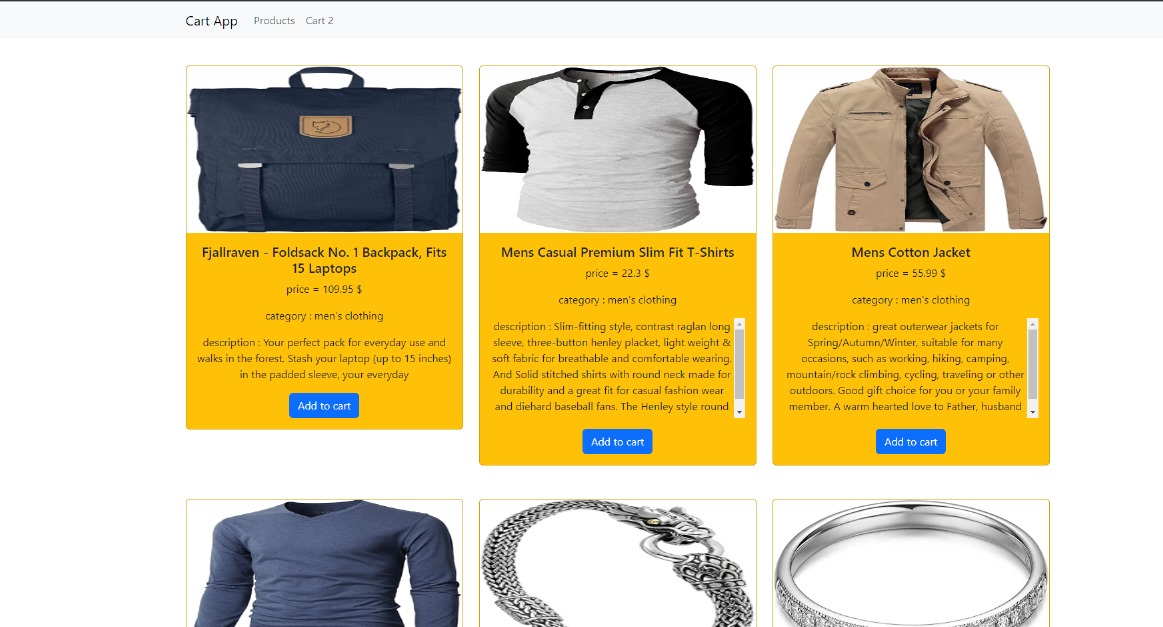 Cart App Products Cart 2
Fjallraven - Foldsack No. 1 Backpack, Fits
15 Laptops
price = 109.95 $
category : men's clothing
description : Your perfect pack for everyday use and
walks in the forest. Stash your laptop (up to 15 inches)
in the padded sleeve, your everyday
Add to cart
Mens Casual Premium Slim Fit T-Shirts
price = 22.3 $
category : men's clothing
description : Slim-fitting style, contrast raglan long
sleeve, three-button henley placket, light weight &
soft fabric for breathable and comfortable wearing.
And Solid stitched shirts with round neck made for
durability and a great fit for casual fashion wear
and diehard baseball fans. The Henley style round
Add to cart
Mens Cotton Jacket
price = 55.99 $
category : men's clothing
description : great outerwear jackets for
Spring/Autumn/Winter, suitable for many
occasions, such as working, hiking, camping,
mountain/rock climbing, cycling, traveling or other
outdoors. Good gift choice for you or your family
member. A warm hearted love to Father, husband
Add to cart